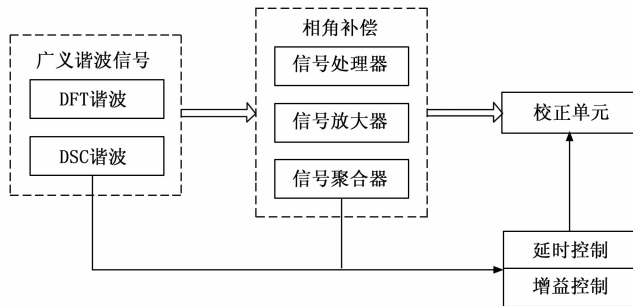 广义谐波信号
DFT谐波
DSC谐波
相角补偿
信号处理器
信号放大器
信号聚合器
校正单元
延时控制
增益控制